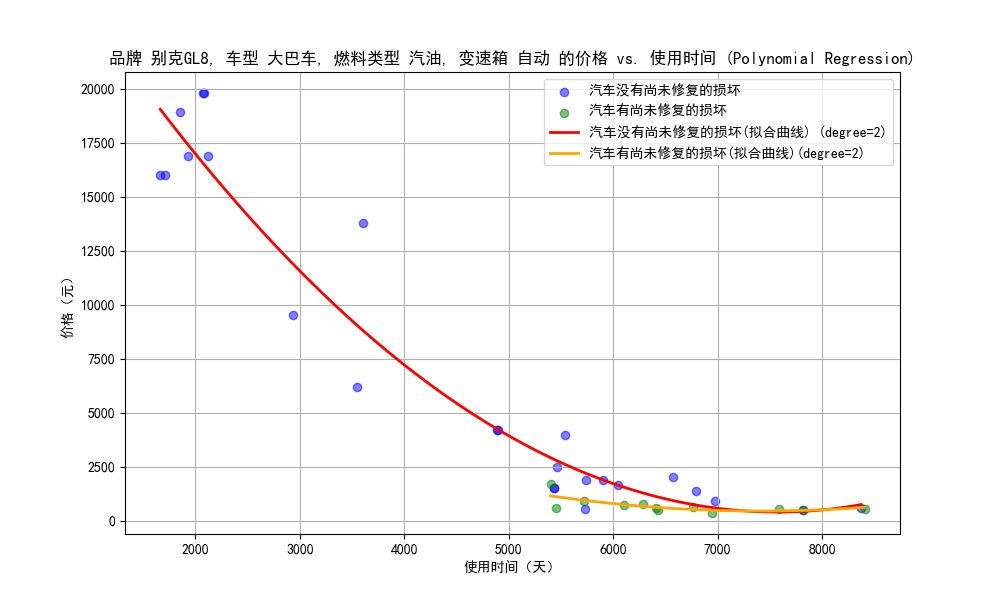 品牌 别克GL8, 车型 大巴车, 燃料类型 汽油, 变速箱 自动 的价格 vs. 使用时间 (Polynomial Regression)
汽车没有尚未修复的损坏
汽车有尚未修复的损坏
汽车没有尚未修复的损坏(拟合曲线) (degree=2)
汽车有尚未修复的损坏(拟合曲线)(degree=2)
价格（元）
20000
17500
15000
12500
10000
7500
5000
2500
0
2000 3000 4000 5000 6000 7000 8000
使用时间（天）